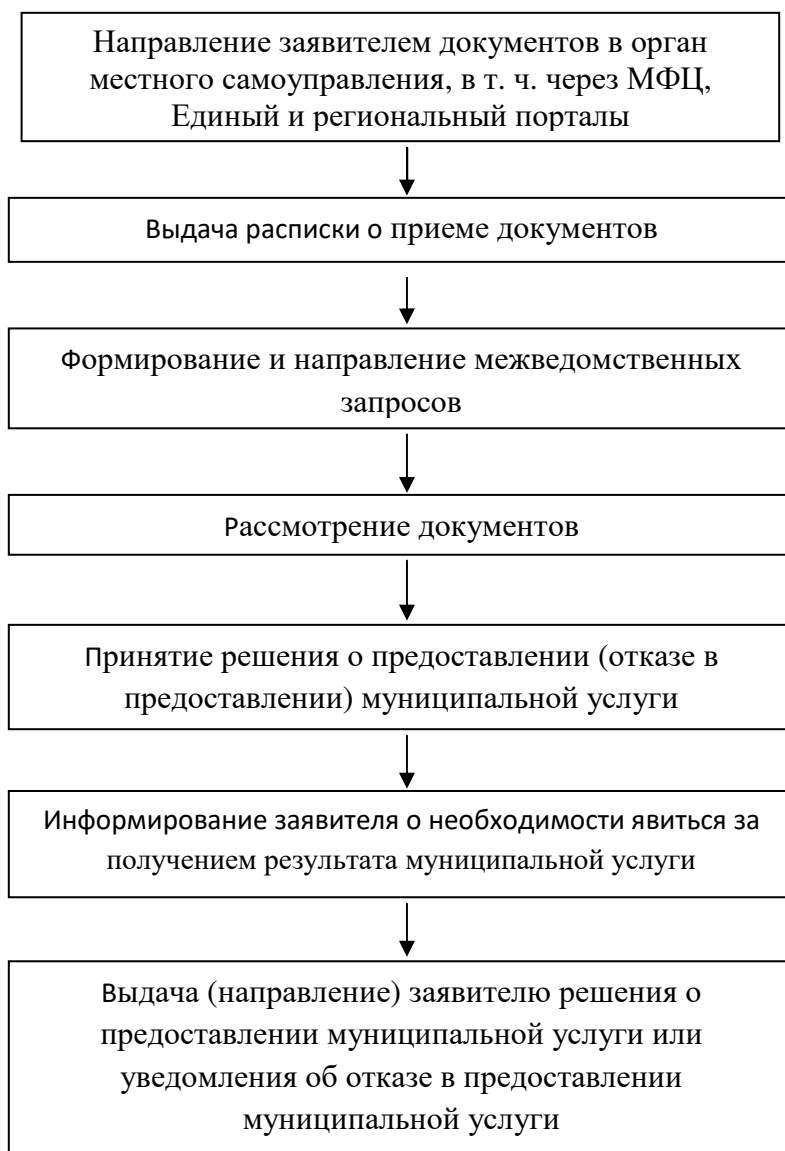 Направление заявителем документов в орган
местного самоуправления, в т. ч. через МФЦ,
Единый и региональный порталы
Выдача расписки о приеме документов
Формирование и направление межведомственных
запросов
Рассмотрение документов
Принятие решения о предоставлении (отказе в
предоставлении) муниципальной услуги
Информирование заявителя о необходимости явиться за
получением результата муниципальной услуги
Выдача (направление) заявителю решения о
предоставлении муниципальной услуги или
уведомления об отказе в предоставлении
муниципальной услуги